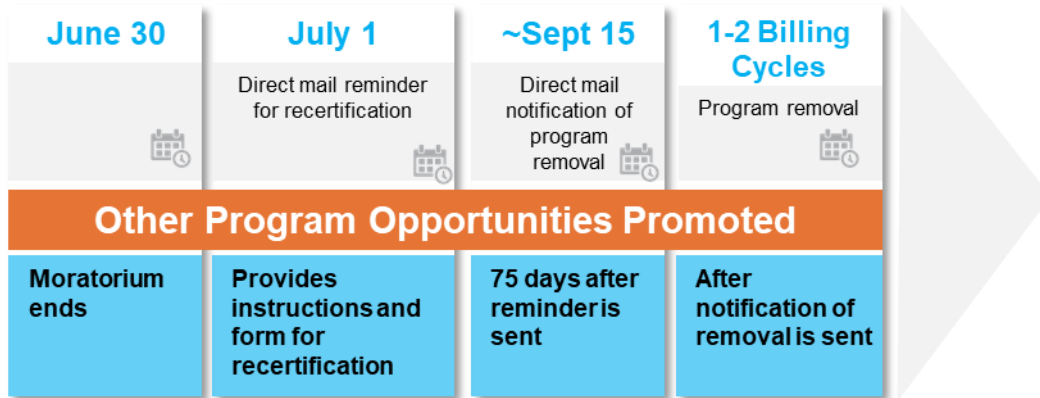 June 30
July 1
Direct mail reminder
for recertification
~Sept 15
Direct mail
notification of
program
removal
1-2 Billing
Cycles
Program removal
Other Program Opportunities Promoted
Moratorium
ends
Provides
instructions and
form for
recertification
75 days after
reminder is
sent
After
notification of
removal is sent